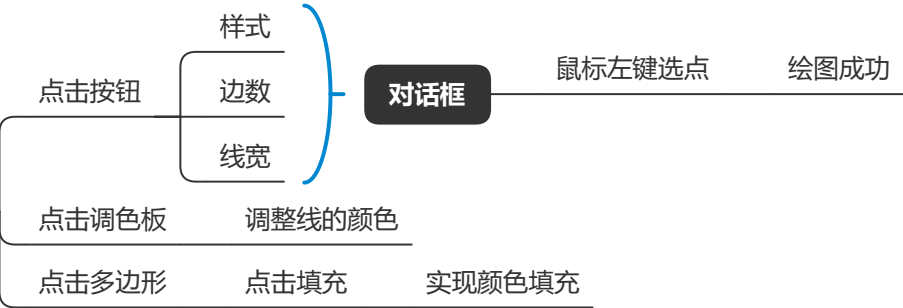 样式
点击按钮
边数
线宽
对话框
鼠标左键选点
绘图成功
点击调色板
调整线的颜色
点击多边形
点击填充
实现颜色填充